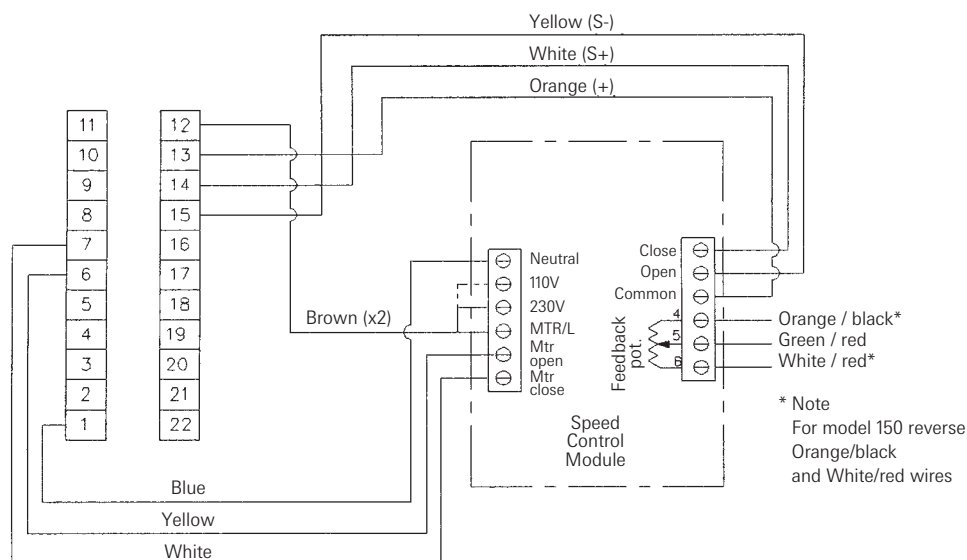 Yellow (S-)
White (S+)
Orange (+)
11
10
9
8
7
6
5
4
3
2
1
12
13
14
15
16
17
18
19
20
21
22
Brown (x2)
Neutral
110V
230V
MTR/L
Mtr
open
Mtr
close
Speed
Control
Module
Close
Open
Common
4
5
6
Feedback
pot.
Orange / black*
Green / red
White / red*
* Note
For model 150 reverse
Orange/black
and White/red wires
Blue
Yellow
White